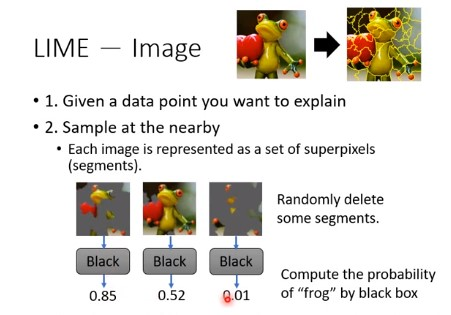 LIME — Image
• 1. Given a data point you want to explain
• 2. Sample at the nearby
• Each image is represented as a set of superpixels
(segments).
Randomly delete
some segments.
Black Black Black
Compute the probability
of "frog" by black box
0.85 0.52 0.01